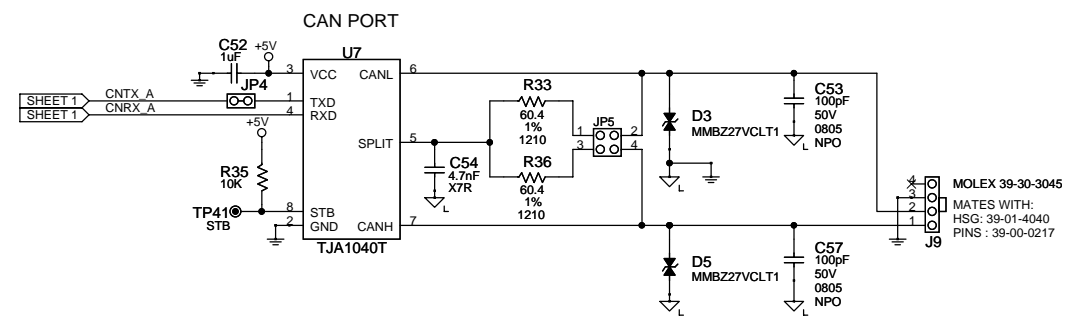 CAN PORT
C52
1uF
+5V
U7
3 VCC CANL 6
JP4
SHEET 1 CNTX_A 1 TXD
SHEET 1 CNRX_A 4 RXD
+5V
R33
60.4
1%
1210
JP5
1 2
3 4
SPLIT 5
C54
4.7nF
X7R
L
R36
60.4
1%
1210
R35
10K
TP41
STB
8 STB
2 GND CANH 7
TJA1040T
D3
MMBZ27VCLT1
L
C53
100pF
50V
0805
NPO
L
D5
MMBZ27VCLT1
L
C57
100pF
50V
0805
NPO
L
4
3
2
1
J9
MOLEX 39-30-3045
MATES WITH:
HSG: 39-01-4040
PINS : 39-00-0217